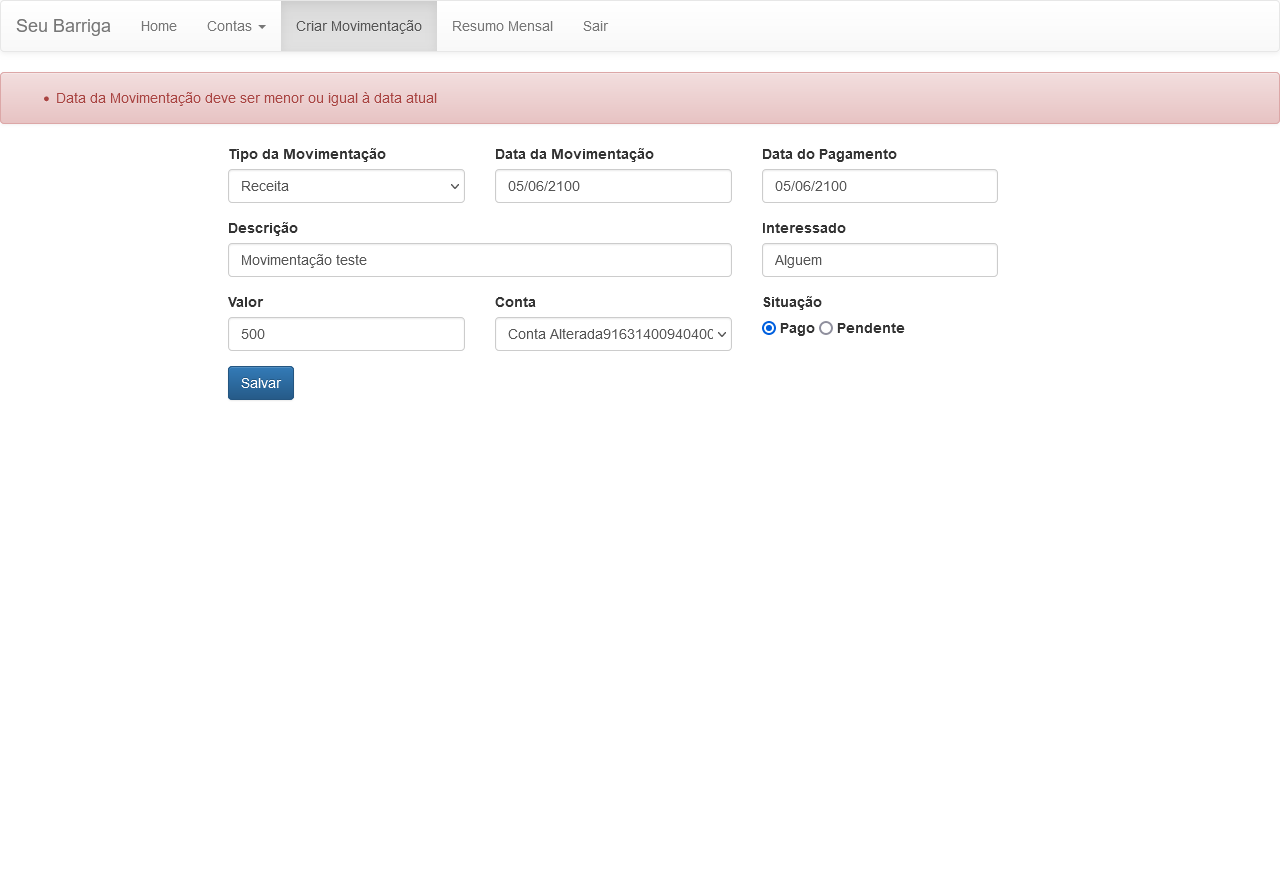 Seu Barriga Home Contas Criar Movimentação Resumo Mensal Sair
Data da Movimentação deve ser menor ou igual à data atual
Tipo da Movimentação Data da Movimentação Data do Pagamento
Receita 05/06/2100 05/06/2100
Descrição Interessado
Movimentação teste Alguem
Valor Conta Situação
500 Conta Alterada91631400940400 Pago Pendente
Salvar